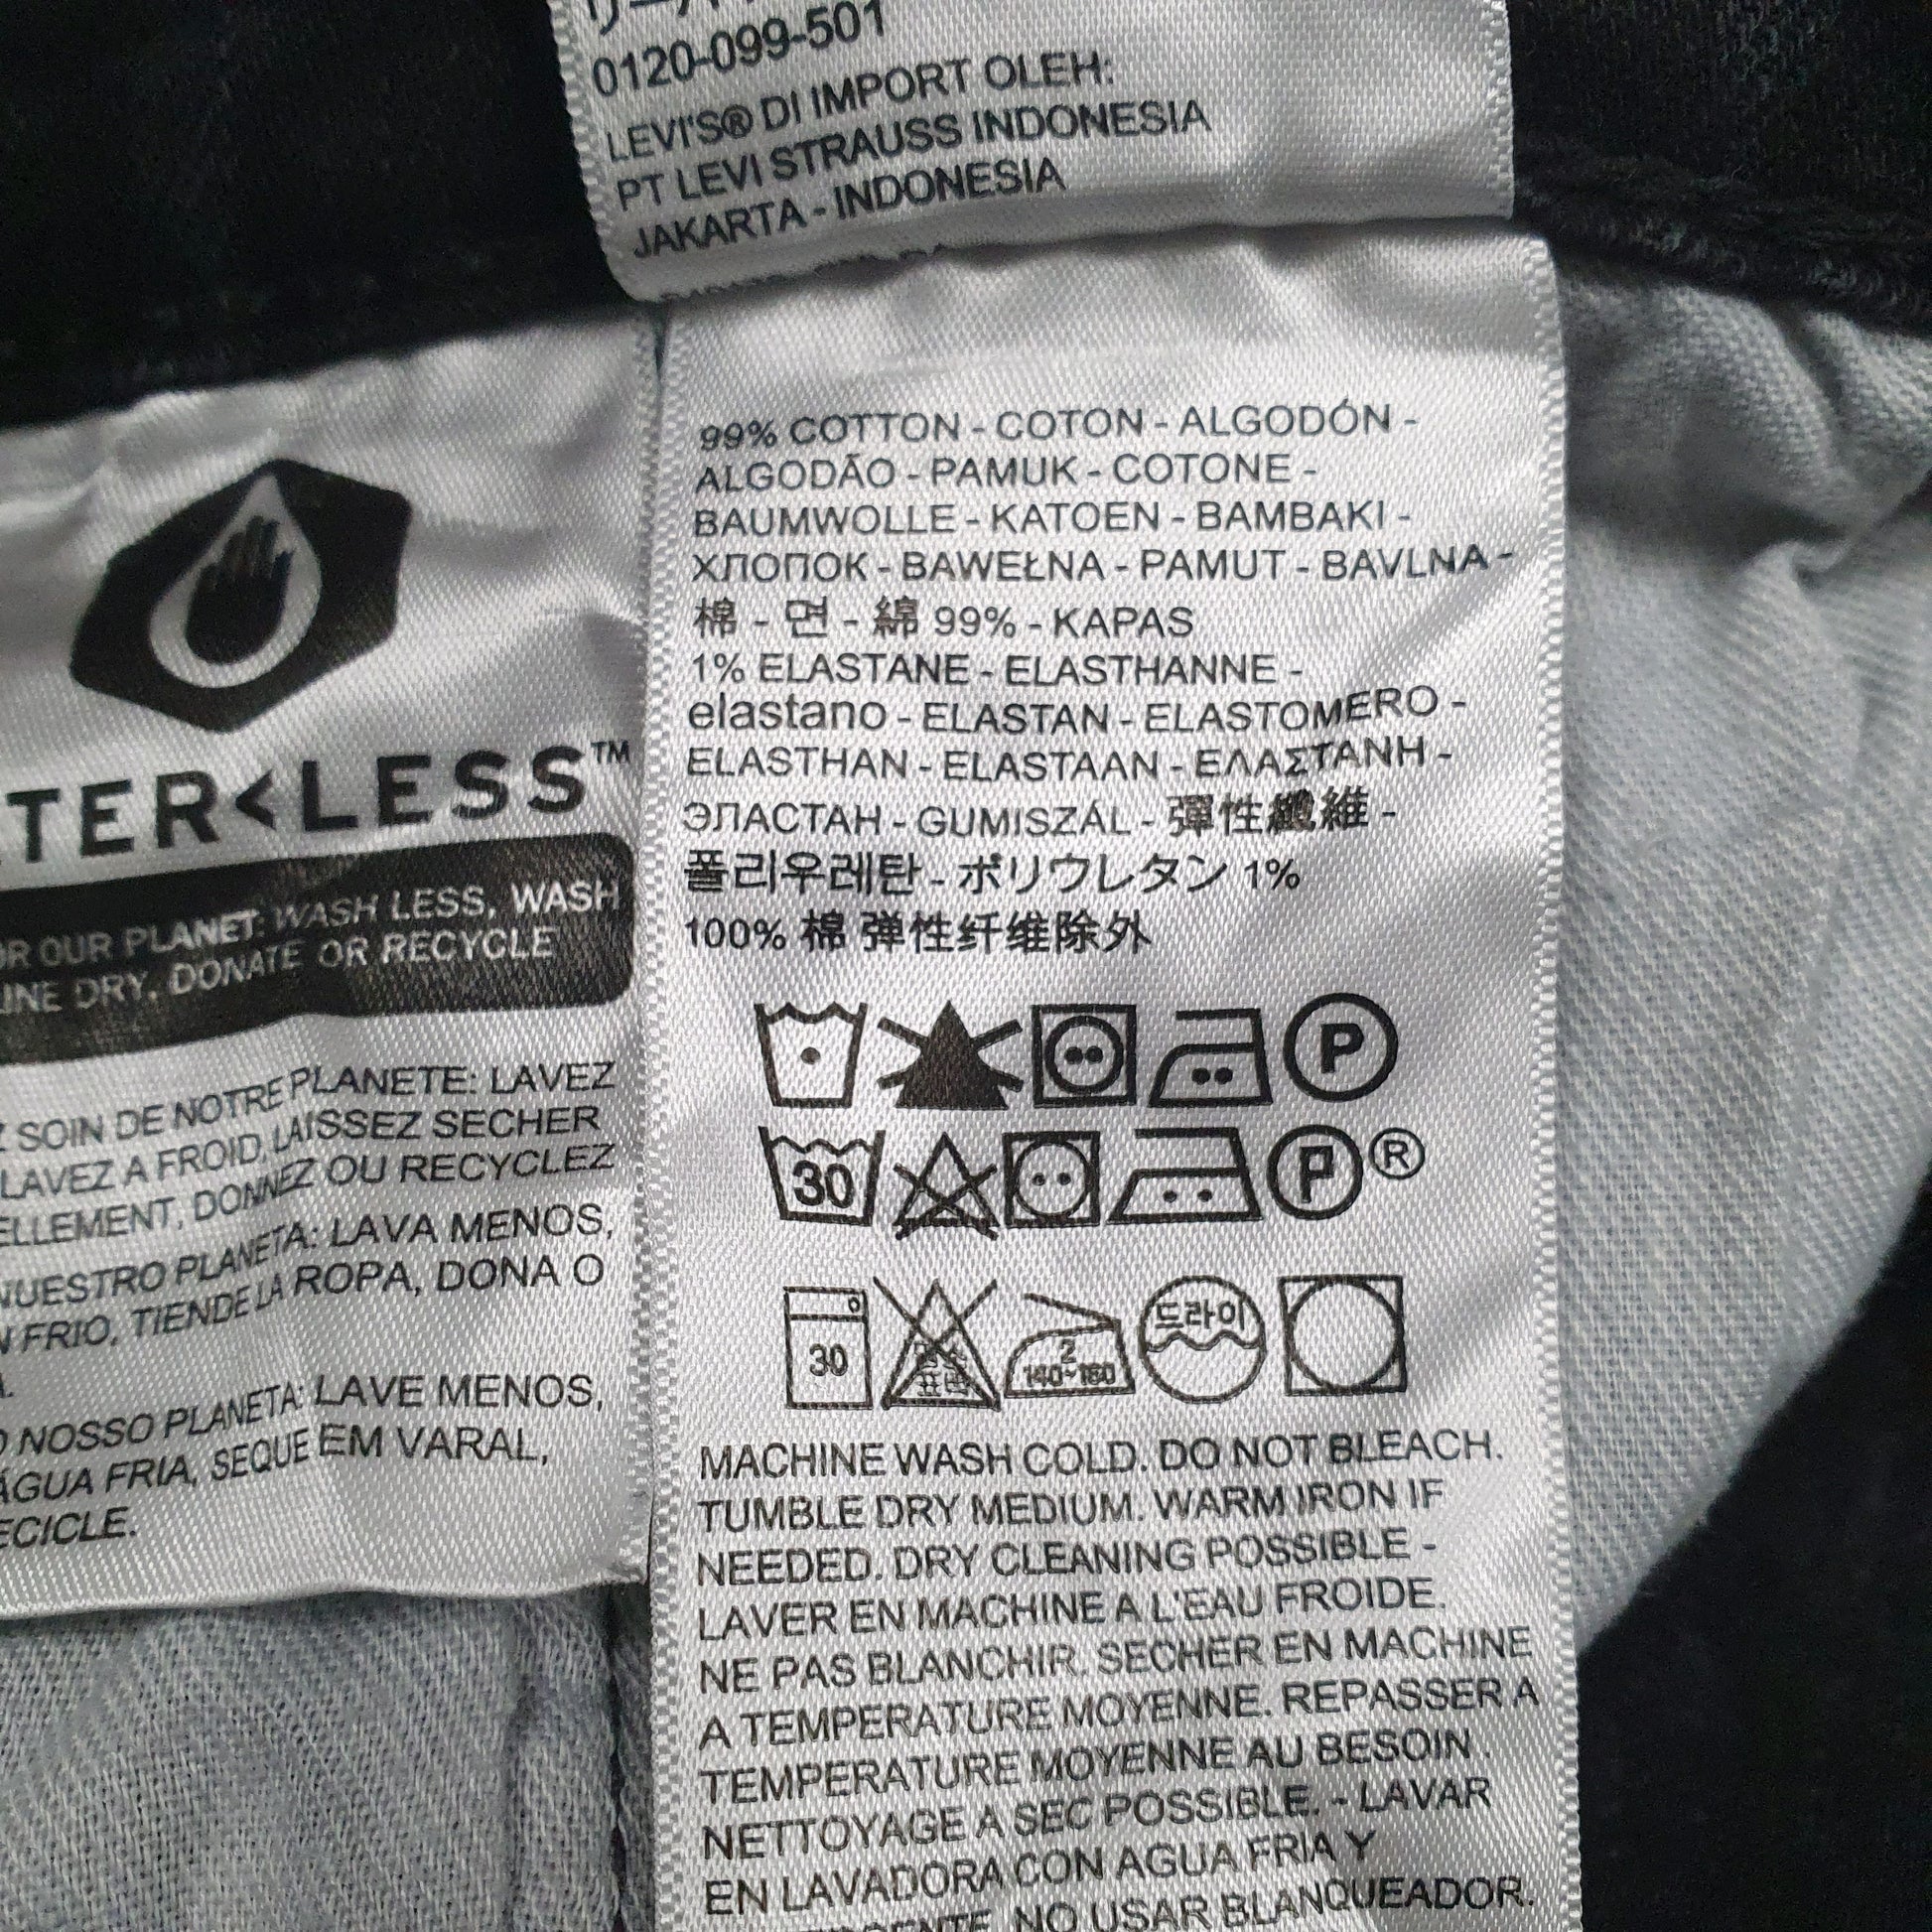 0120-099-501
LEVI'S® DI IMPORT OLEH:
PT LEVI STRAUSS INDONESIA
JAKARTA - INDONESIA
TER<LESS™
OR OUR PLANET: WASH LESS, WASH
INE DRY, DONATE OR RECYCLE
SOIN DE NOTRE PLANETE: LAVEZ
LAVEZ A FROID, LAISSEZ SECHER
ELLEMENT, DONNEZ OU RECYCLEZ
NUESTRO PLANETA: LAVA MENOS,
N FRIO, TIENDE LA ROPA, DONA O
NOSSO PLANETA: LAVE MENOS,
ÁGUA FRIA, SEQUE EM VARAL,
ECICLE.
99% COTTON - COTON - ALGODÓN -
ALGODÃO - PAMUK - COTONE -
BAUMWOLLE - KATOEN - BAMBAKI -
ХЛОПОК - BAWEŁNA - PAMUT - BAVLNA -
棉 - 면 - 綿 99% - KAPAS
1% ELASTANE - ELASTHANNE -
elastano - ELASTAN - ELASTOMERO -
ELASTHAN - ELASTAAN - ΕΛΑΣΤΑΝΗ -
ЭЛАСТАН - GUMISZÁL - 彈性纖維 -
폴리우레탄 - ポリウレタン 1%
100% 棉 弹性纤维除外
P
30 P ®
30 2 140~160 드라이
MACHINE WASH COLD. DO NOT BLEACH.
TUMBLE DRY MEDIUM. WARM IRON IF
NEEDED. DRY CLEANING POSSIBLE -
LAVER EN MACHINE A L'EAU FROIDE.
NE PAS BLANCHIR. SECHER EN MACHINE
A TEMPERATURE MOYENNE. REPASSER A
TEMPERATURE MOYENNE AU BESOIN.
NETTOYAGE A SEC POSSIBLE. - LAVAR
EN LAVADORA CON AGUA FRIA Y
NO USAR BLANQUEADOR.